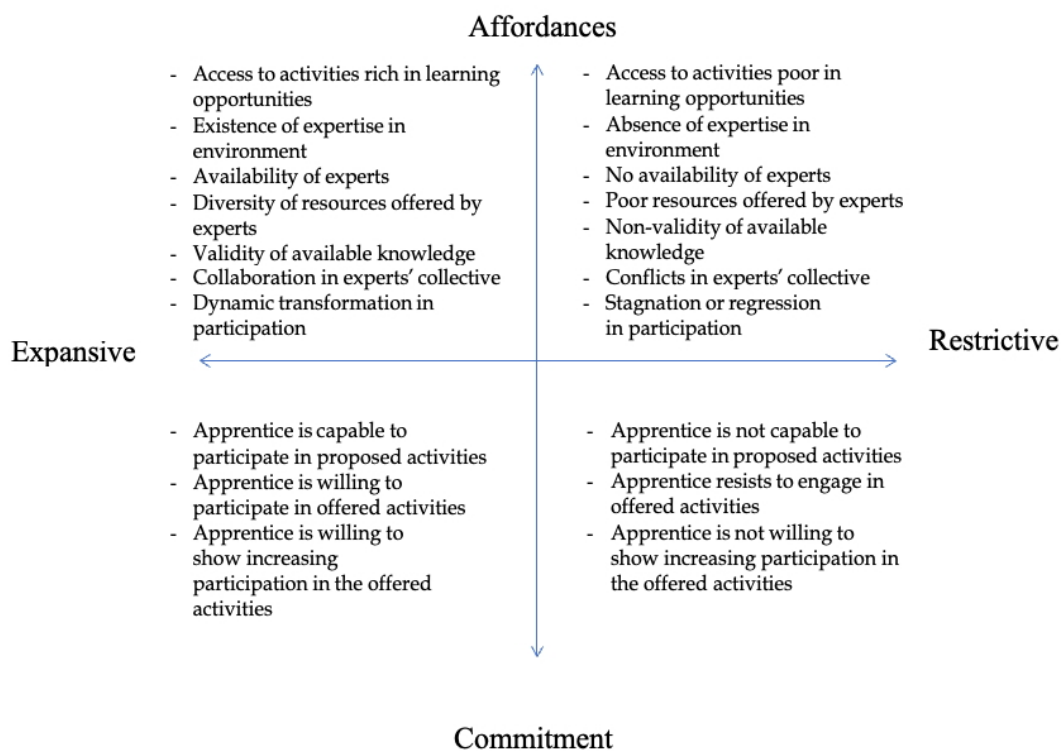 Affordances
- Access to activities rich in learning
opportunities
- Existence of expertise in
environment
- Availability of experts
- Diversity of resources offered by
experts
- Validity of available knowledge
- Collaboration in experts' collective
- Dynamic transformation in
participation
- Access to activities poor in
learning opportunities
- Absence of expertise in
environment
- No availability of experts
- Poor resources offered by experts
- Non-validity of available
knowledge
- Conflicts in experts' collective
- Stagnation or regression
in participation
Expansive
Restrictive
- Apprentice is capable to
participate in proposed activities
- Apprentice is willing to
participate in offered activities
- Apprentice is willing to
show increasing
participation in the offered
activities
- Apprentice is not capable to
participate in proposed activities
- Apprentice resists to engage in
offered activities
- Apprentice is not willing to
show increasing participation in
the offered activities
Commitment